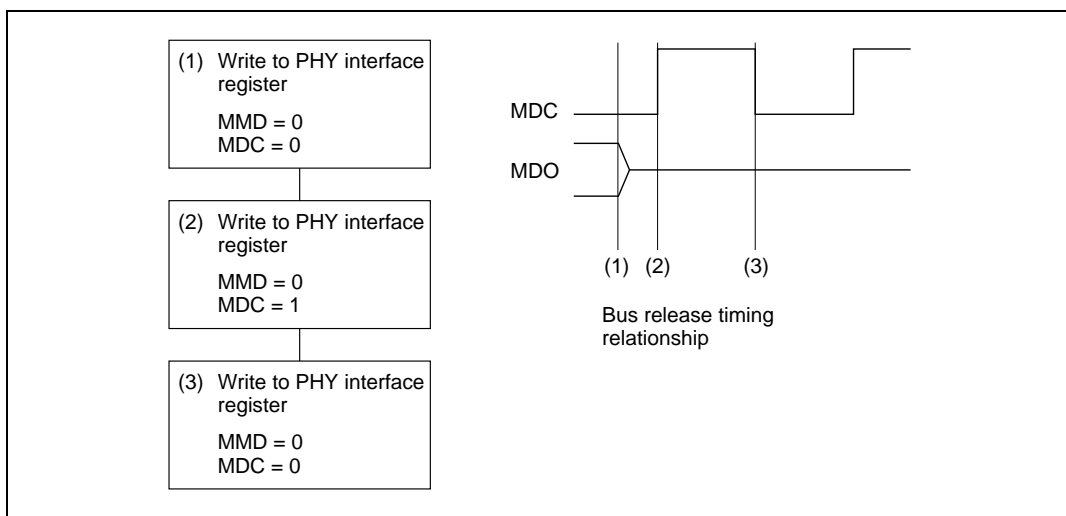 (1) Write to PHY interface
register
MMD = 0
MDC = 0
(2) Write to PHY interface
register
MMD = 0
MDC = 1
(3) Write to PHY interface
register
MMD = 0
MDC = 0
MDC
MDO
(1) (2) (3)
Bus release timing
relationship